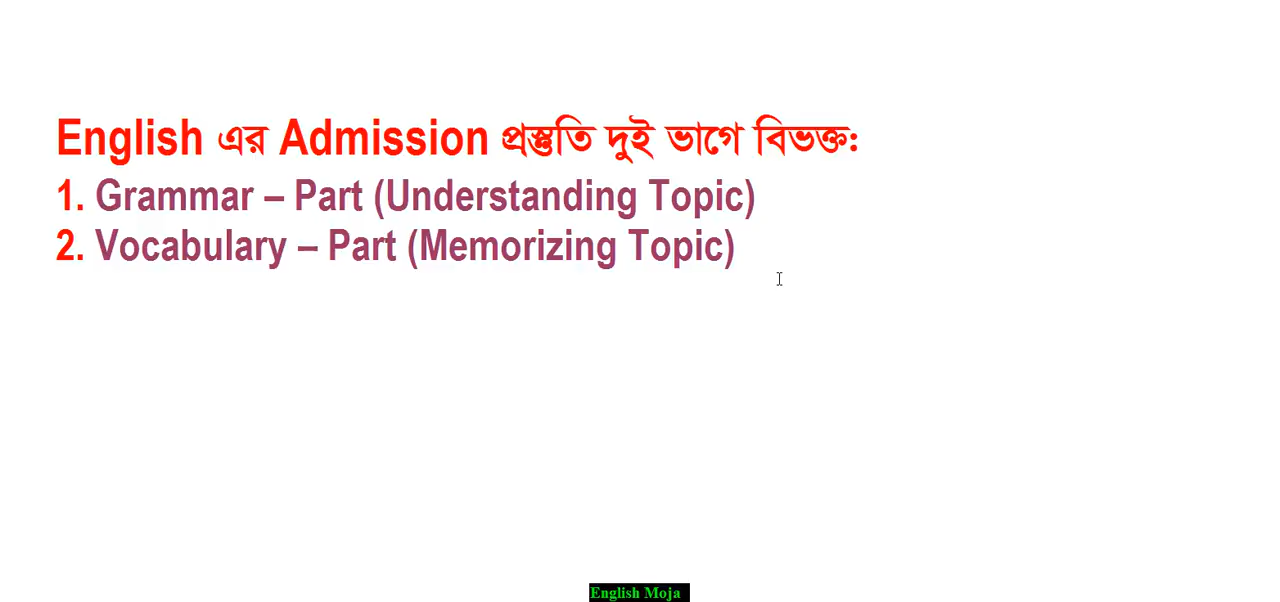 English এর Admission প্রস্তুতি দুই ভাগে বিভক্ত:
1. Grammar – Part (Understanding Topic)
2. Vocabulary – Part (Memorizing Topic)
English Moja